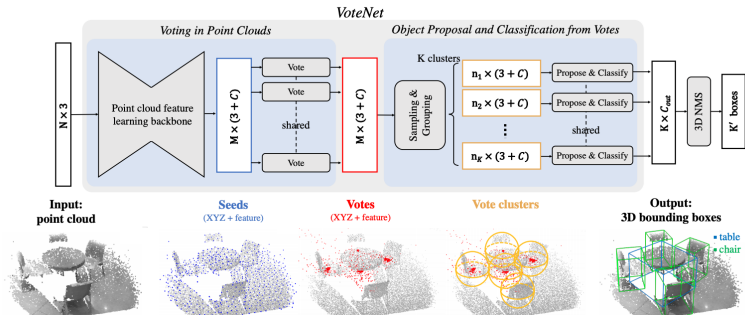 VoteNet
Voting in Point Clouds
Object Proposal and Classification from Votes
N × 3
Point cloud feature
learning backbone
M × (3 + C)
Vote
Vote
shared
Vote
M × (3 + C)
Sampling &
Grouping
K clusters
n₁ × (3 + C)
n₂ × (3 + C)
⋮
n_K × (3 + C)
Propose & Classify
Propose & Classify
shared
Propose & Classify
K × C_out
3D NMS
K′ boxes
Input:
point cloud
Seeds
(XYZ + feature)
Votes
(XYZ + feature)
Vote clusters
Output:
3D bounding boxes
table
chair